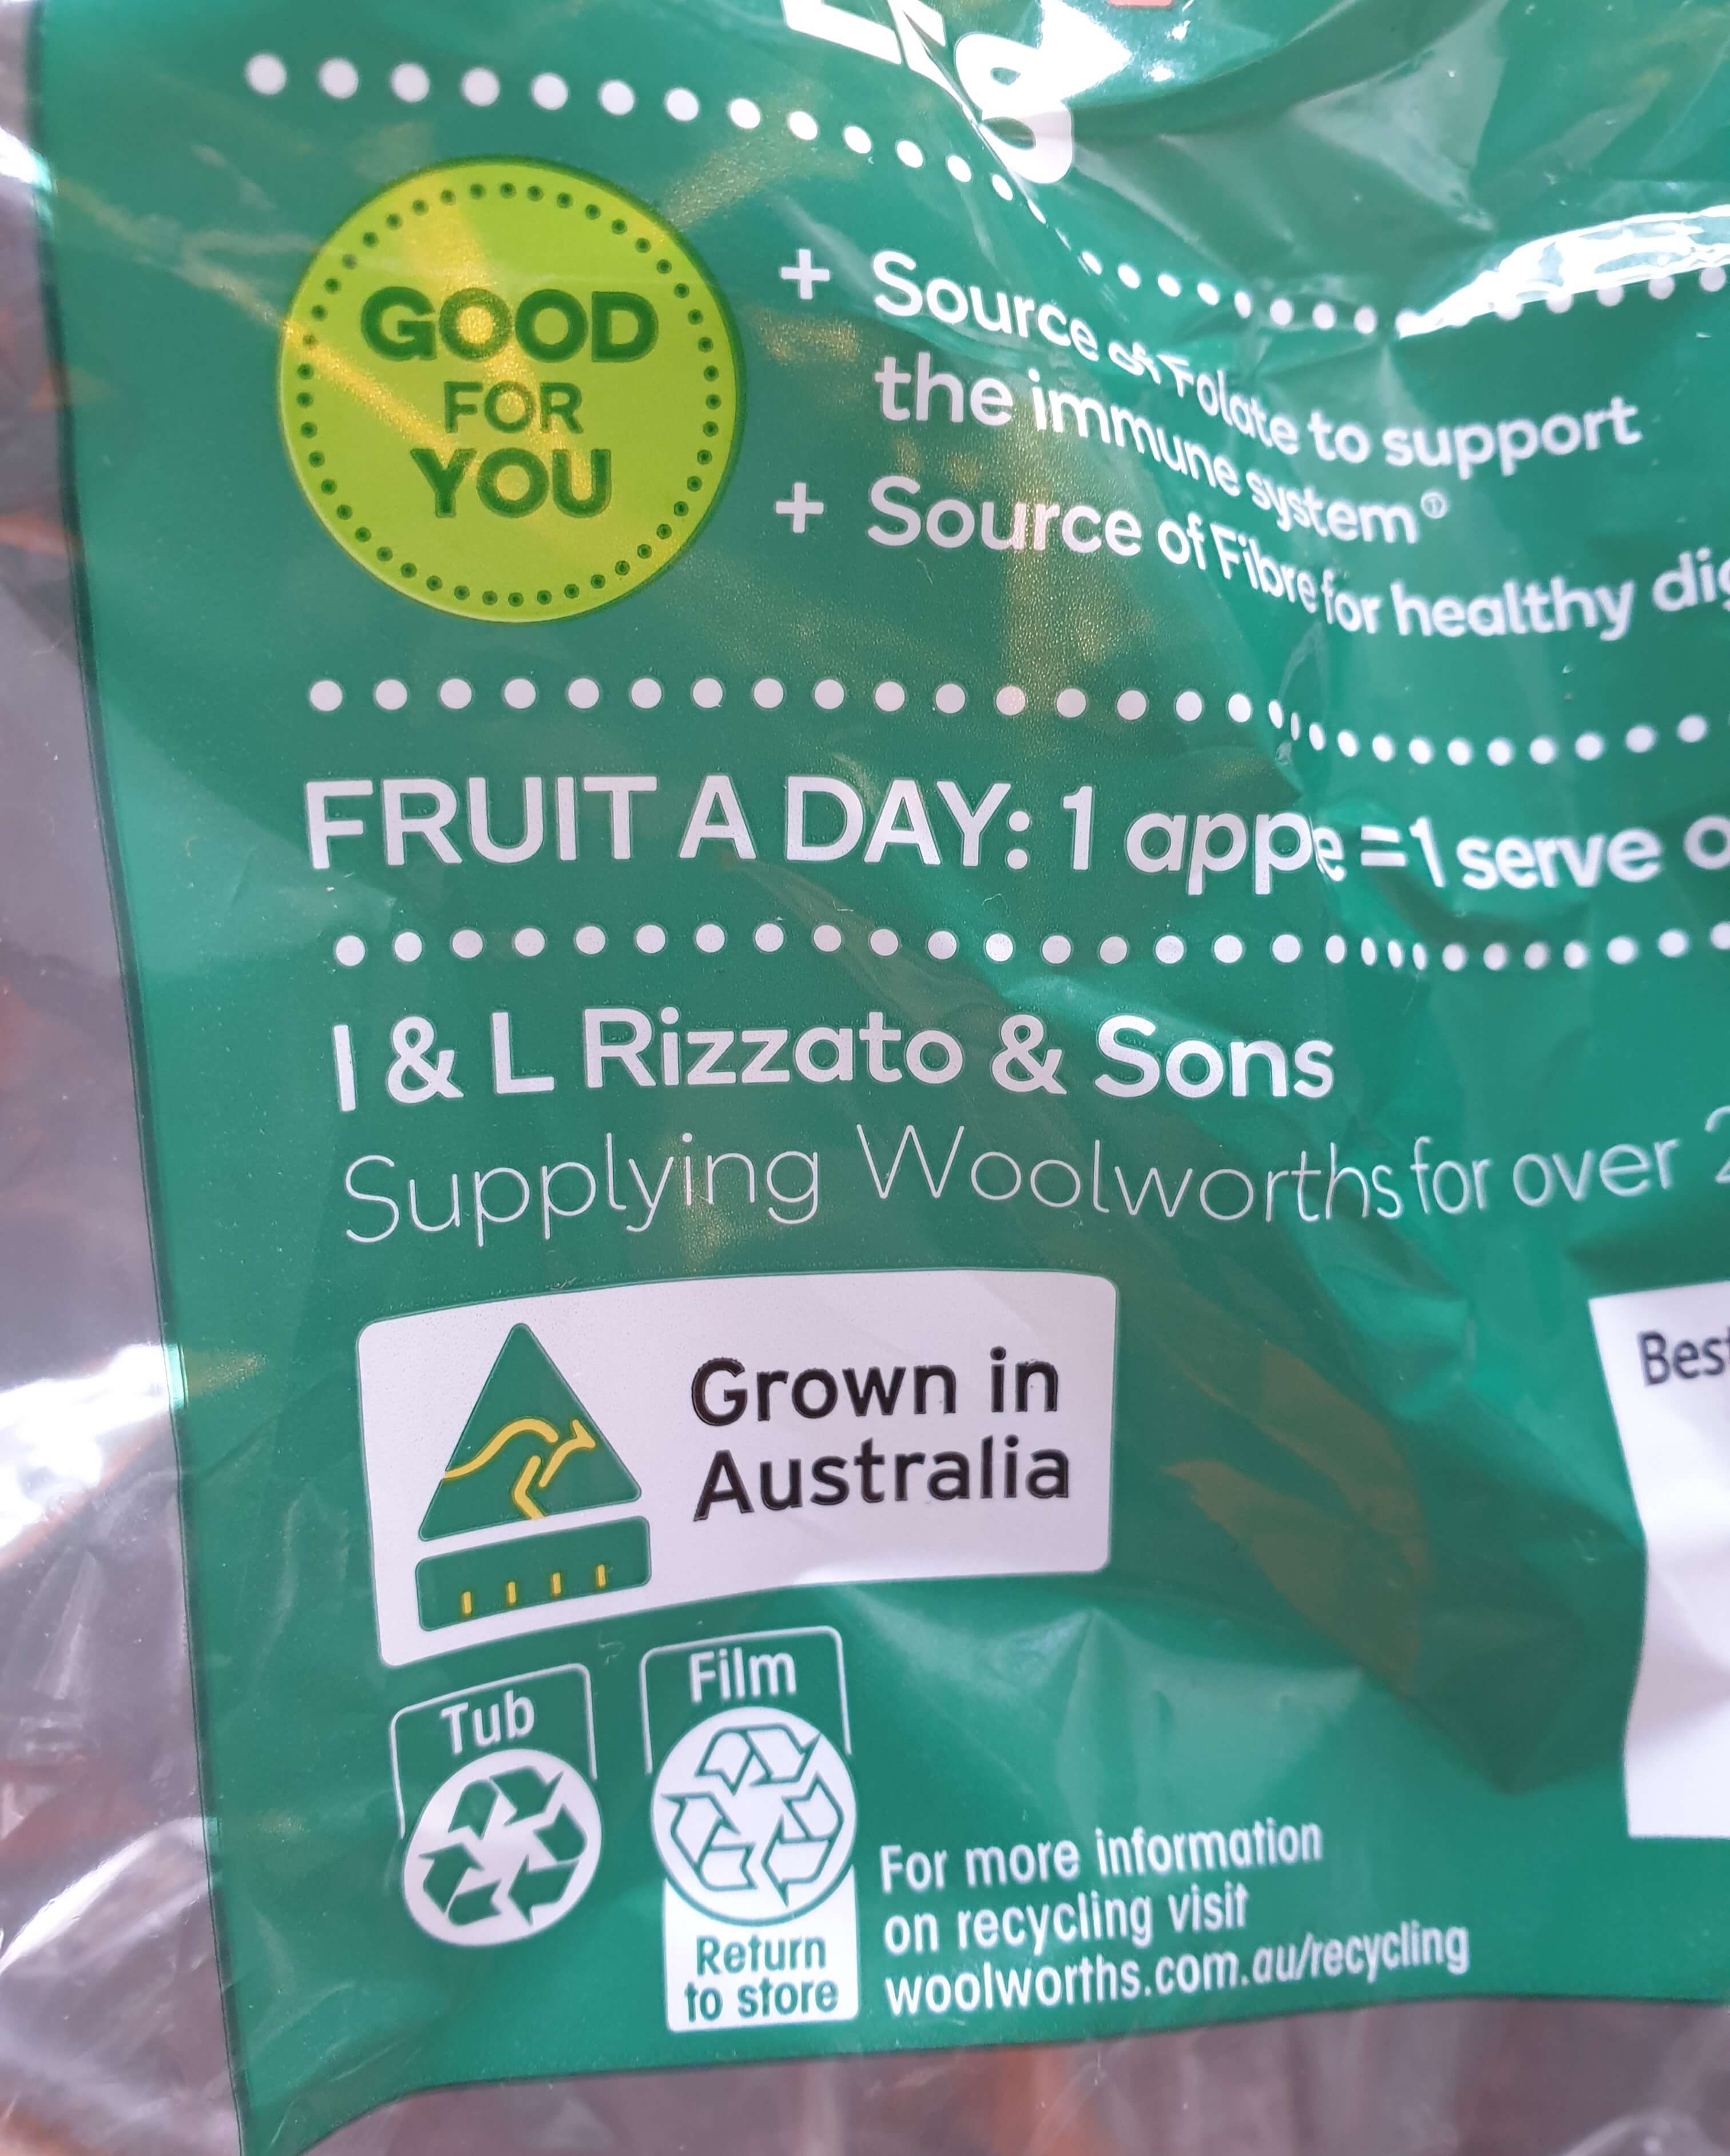 GOOD
FOR
YOU
+ Source of Folate to support
the immune system
+ Source of Fibre for healthy dig
FRUIT A DAY: 1 appe = 1 serve o
I & L Rizzato & Sons
Supplying Woolworths for over 2
Grown in
Australia
Best
Tub
Film
Return
to store
For more information
on recycling visit
woolworths.com.au/recycling